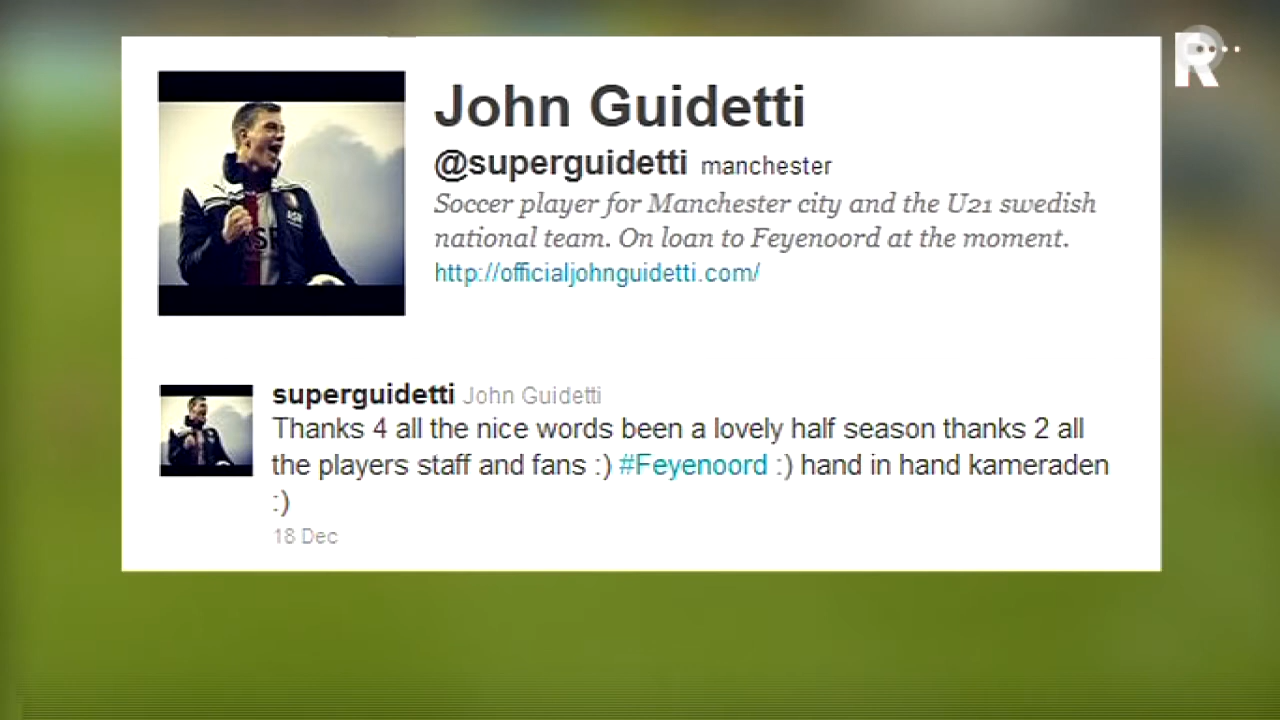 R
John Guidetti
@superguidetti manchester
Soccer player for Manchester city and the U21 swedish
national team. On loan to Feyenoord at the moment.
http://officialjohnguidetti.com/
superguidetti John Guidetti
Thanks 4 all the nice words been a lovely half season thanks 2 all
the players staff and fans :) #Feyenoord :) hand in hand kameraden
:)
18 Dec